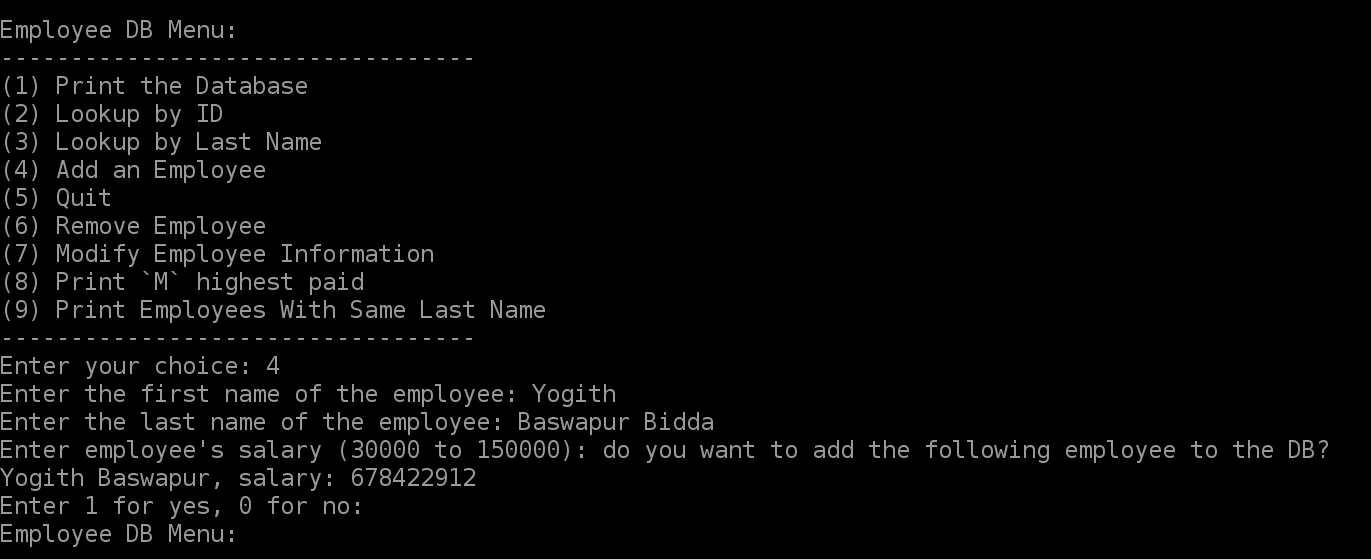 Employee DB Menu:
----------------------------------
(1) Print the Database
(2) Lookup by ID
(3) Lookup by Last Name
(4) Add an Employee
(5) Quit
(6) Remove Employee
(7) Modify Employee Information
(8) Print `M` highest paid
(9) Print Employees With Same Last Name
----------------------------------
Enter your choice: 4
Enter the first name of the employee: Yogith
Enter the last name of the employee: Baswapur Bidda
Enter employee's salary (30000 to 150000): do you want to add the following employee to the DB?
Yogith Baswapur, salary: 678422912
Enter 1 for yes, 0 for no:
Employee DB Menu: